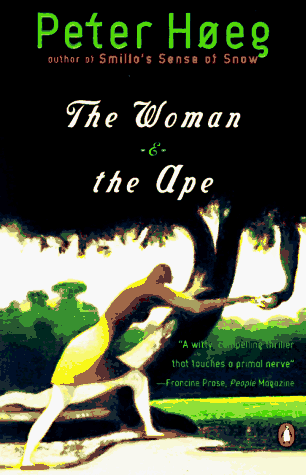 Peter Høeg
author of Smilla's Sense of Snow
The Woman
-&-
the Ape
"A witty, compelling thriller
that touches a primal nerve"
—Francine Prose, People Magazine